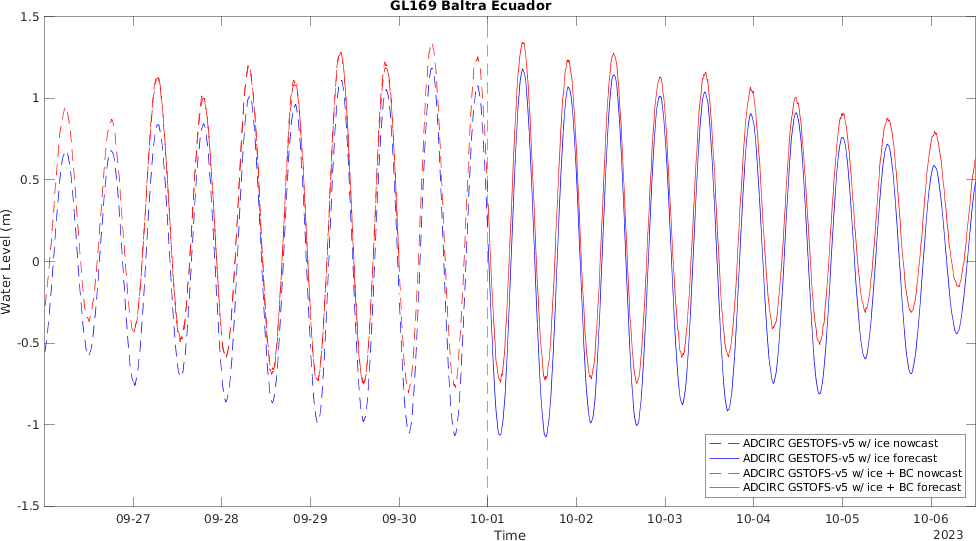 GL169 Baltra Ecuador
1.5
1
0.5
0
-0.5
-1
-1.5
Water Level (m)
ADCIRC GESTOFS-v5 w/ ice nowcast
ADCIRC GESTOFS-v5 w/ ice forecast
ADCIRC GSTOFS-v5 w/ ice + BC nowcast
ADCIRC GSTOFS-v5 w/ ice + BC forecast
09-27 09-28 09-29 09-30 10-01 10-02 10-03 10-04 10-05 10-06
Time 2023